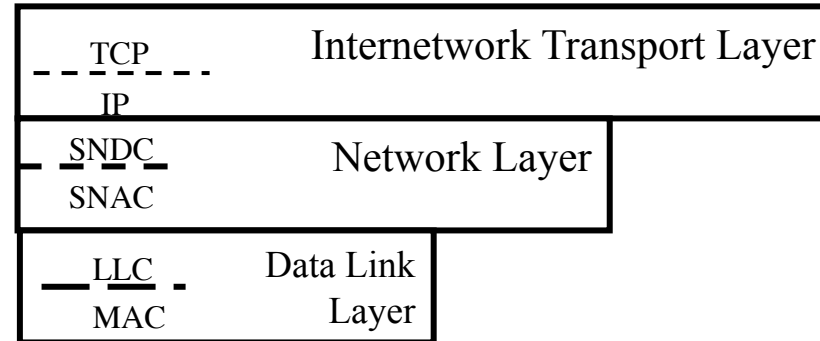 TCP
Internetwork Transport Layer
IP
SNDC
Network Layer
SNAC
LLC
Data Link
MAC
Layer